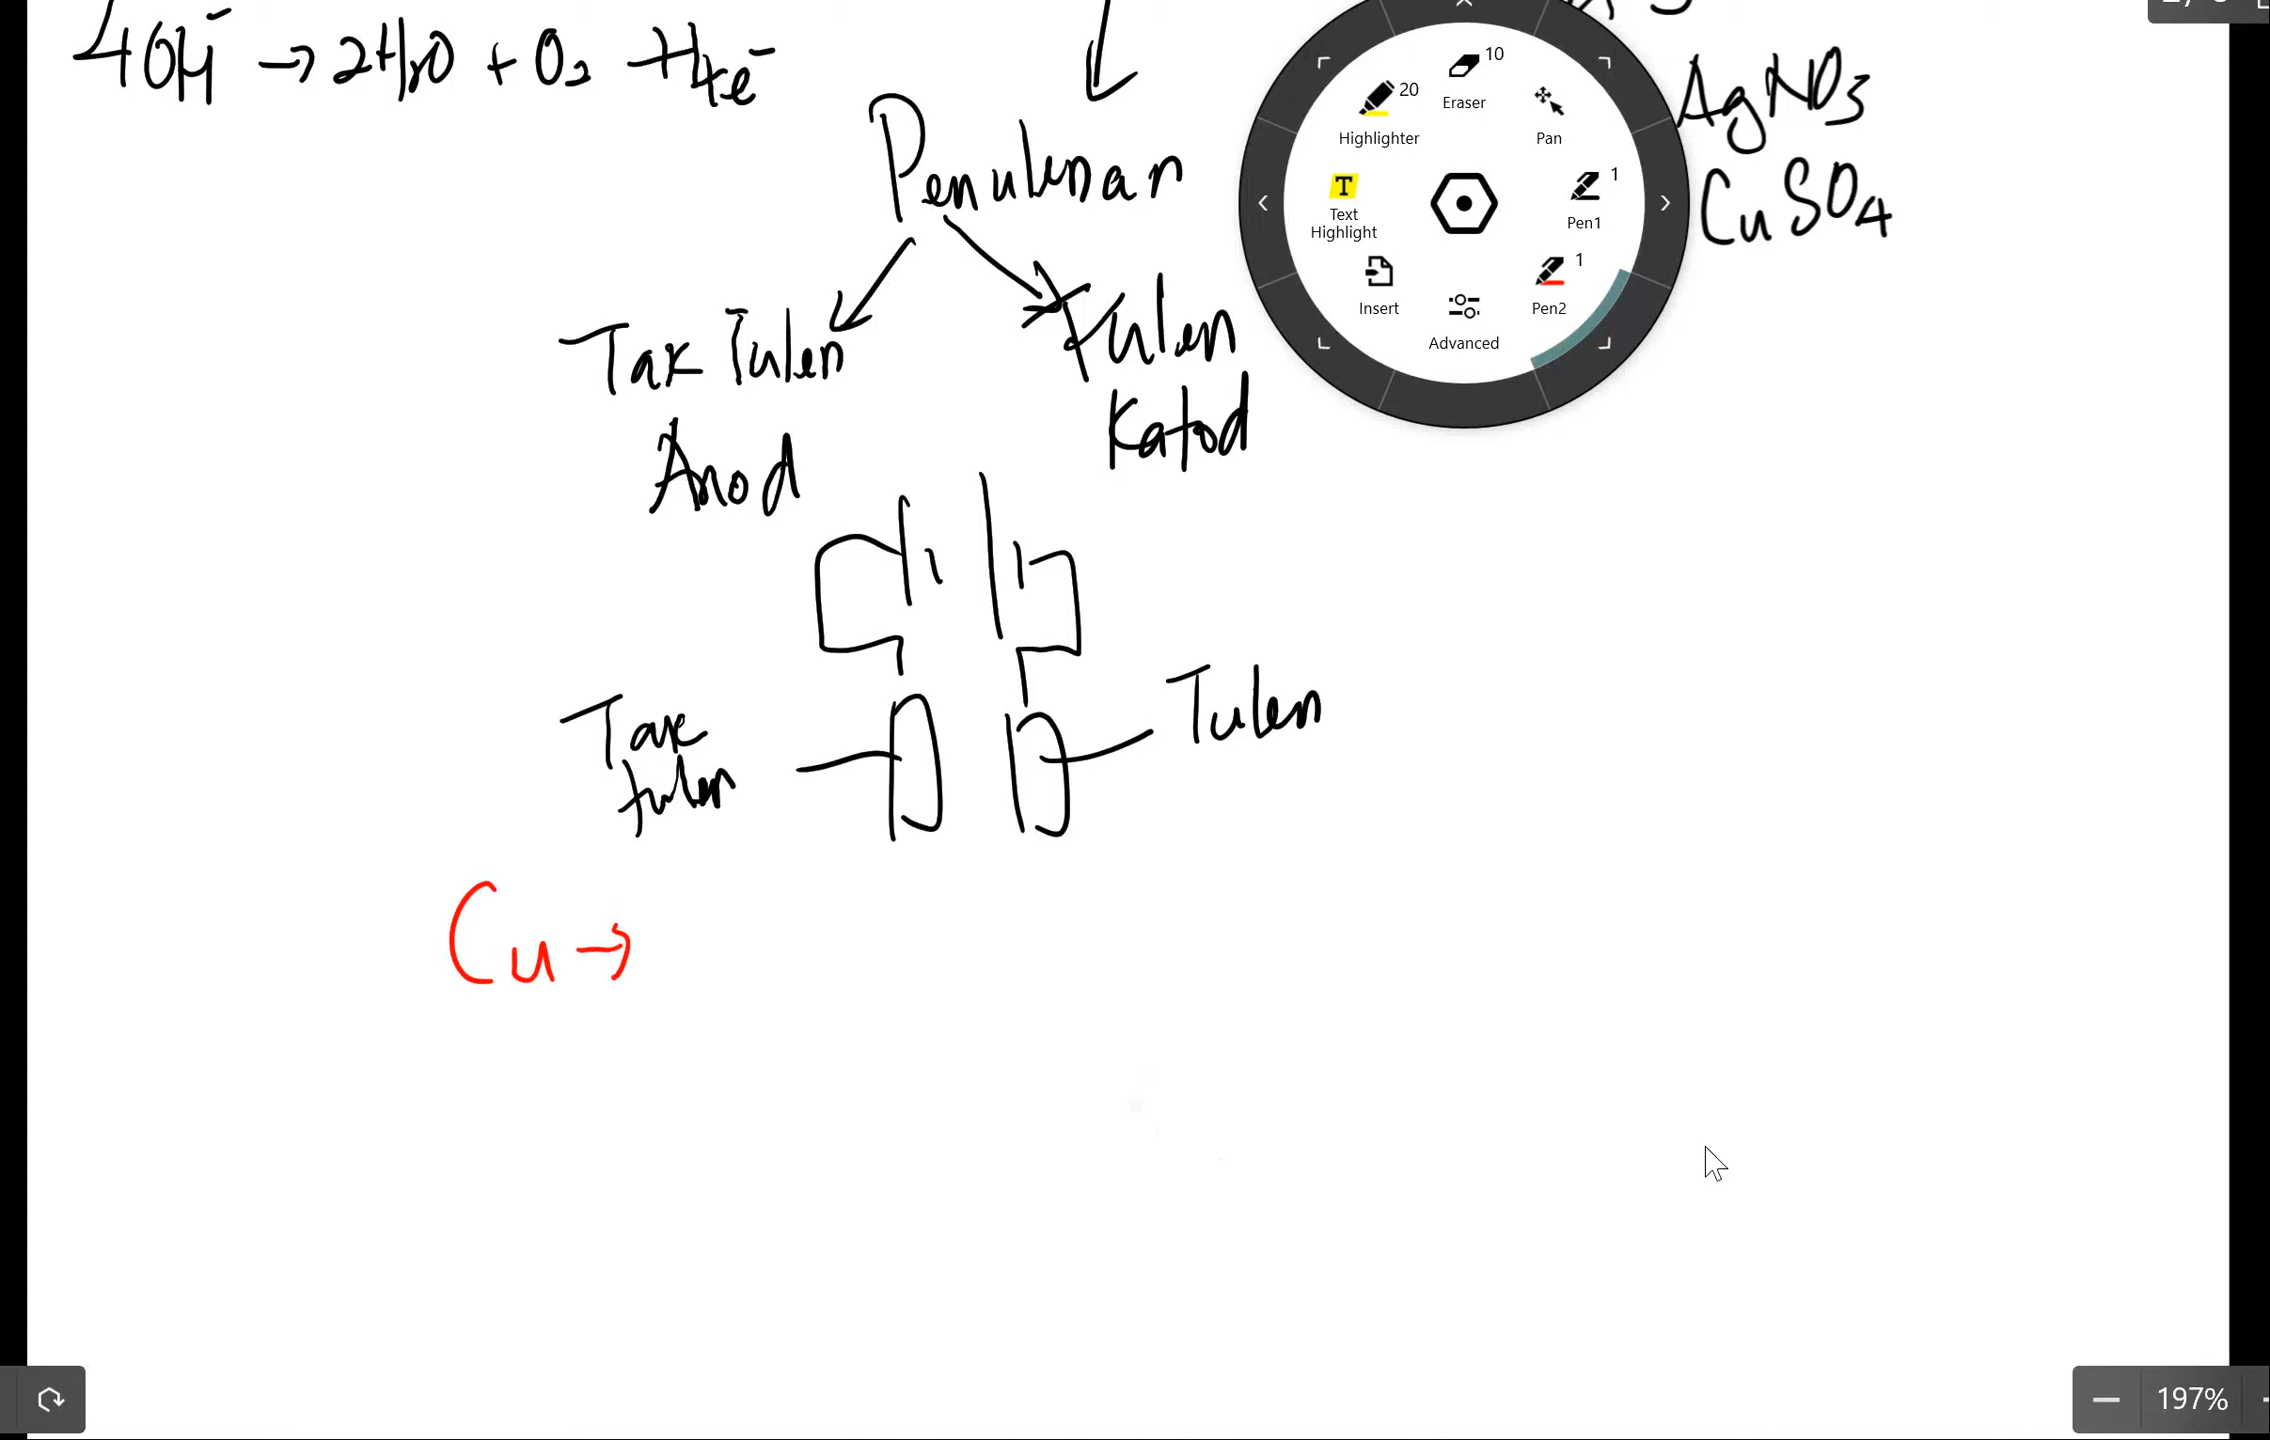 4OH⁻ → 2H₂O + O₂ + 4e⁻
AgNO₃
CuSO₄
Penulenan
Tak Tulen
Anod
Tulen
Katod
10
Eraser
20
Highlighter
Pan
T
Text
Highlight
1
Pen1
Insert
1
Pen2
Advanced
Tak
tulen
Tulen
Cu →
197%